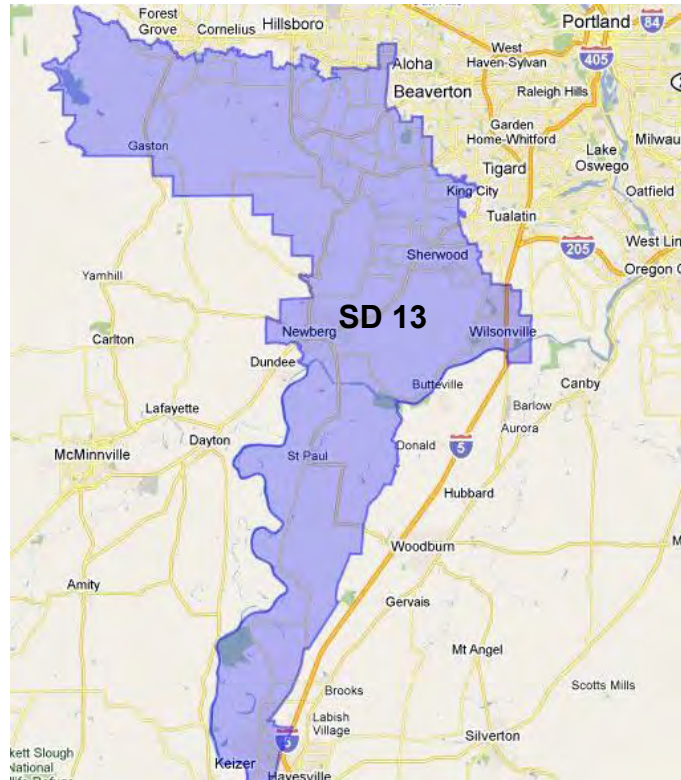 Forest
Grove
Cornelius
Hillsboro
Portland
84
West
Haven-Sylvan
405
Aloha
Beaverton
Raleigh Hills
Garden
Home-Whitford
Milwau
Gaston
Lake
Oswego
Tigard
King City
Oatfield
Tualatin
West Lin
205
Sherwood
Oregon C
Yamhill
SD 13
Newberg
Wilsonville
Carlton
Dundee
Butteville
Canby
Lafayette
Barlow
Aurora
Dayton
Donald
McMinnville
St Paul
5
Hubbard
Woodburn
M
Amity
Gervais
Mt Angel
Scotts Mills
Brooks
Labish
Village
5
Silverton
Keizer
kett Slough
National
Hayesville